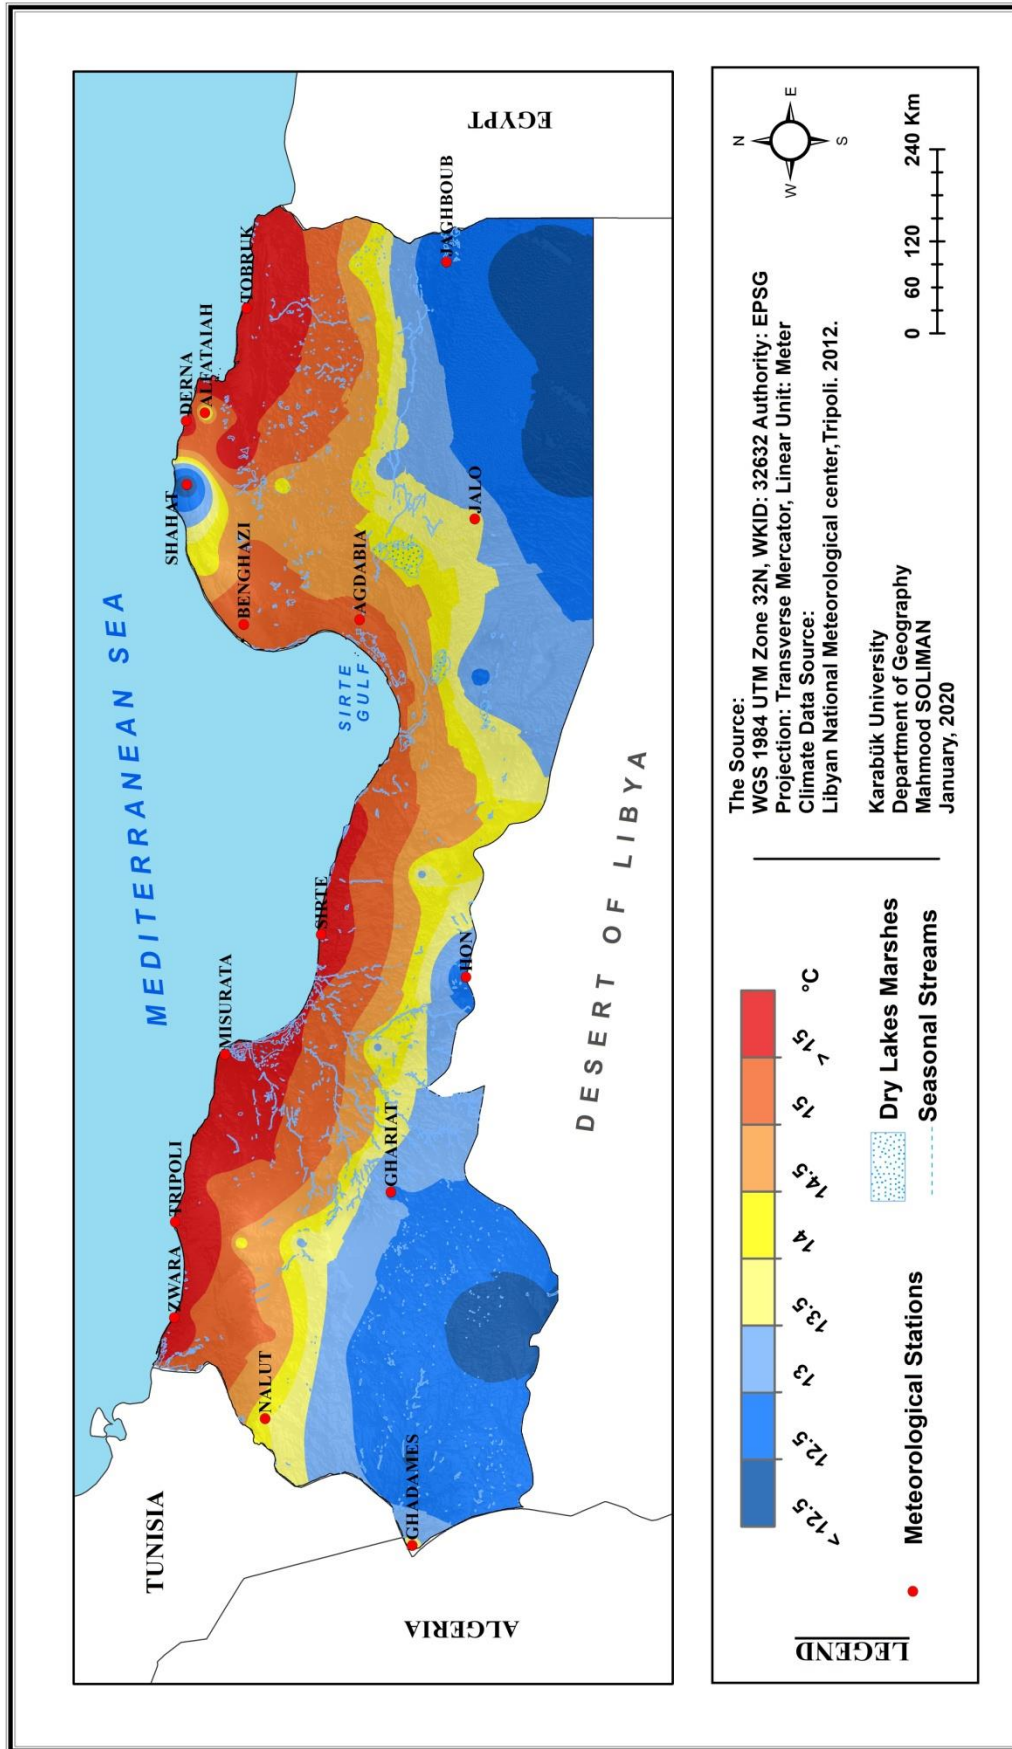 MEDITERRANEAN SEA
TUNISIA
ALGERIA
EGYPT
DESERT OF LIBYA
SIRTE
GULF
ZWARA
TRIPOLI
MISURATA
NALUT
GHADAMES
GHARIAT
HON
SIRTE
BENGHAZI
AGDABIA
SHAHAT
DERNA
ALFATAIAH
TOBRUK
JALO
JAGHBOUB
LEGEND
<12.5
12.5
13
13.5
14
14.5
15
>15
°C
Meteorological Stations
Dry Lakes Marshes
Seasonal Streams
The Source:
WGS 1984 UTM Zone 32N, WKID: 32632 Authority: EPSG
Projection: Transverse Mercator, Linear Unit: Meter
Climate Data Source:
Libyan National Meteorological center,Tripoli. 2012.
Karabük University
Department of Geography
Mahmood SOLIMAN
January, 2020
N
E
S
W
0 60 120 240 Km